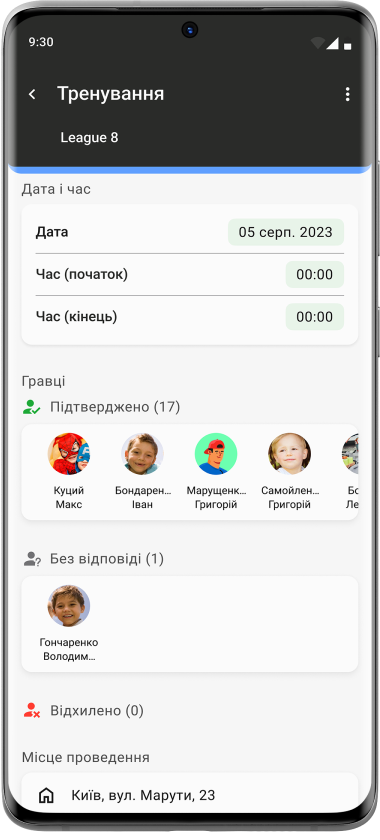 9:30
Тренування
League 8
Дата і час
Дата 05 серп. 2023
Час (початок) 00:00
Час (кінець) 00:00
Гравці
Підтверджено (17)
Куций Бондарен... Марущенк... Самойлен... Бо
Макс Іван Григорій Григорій Ле
Без відповіді (1)
Гончаренко
Володим...
Відхилено (0)
Місце проведення
Київ, вул. Марути, 23